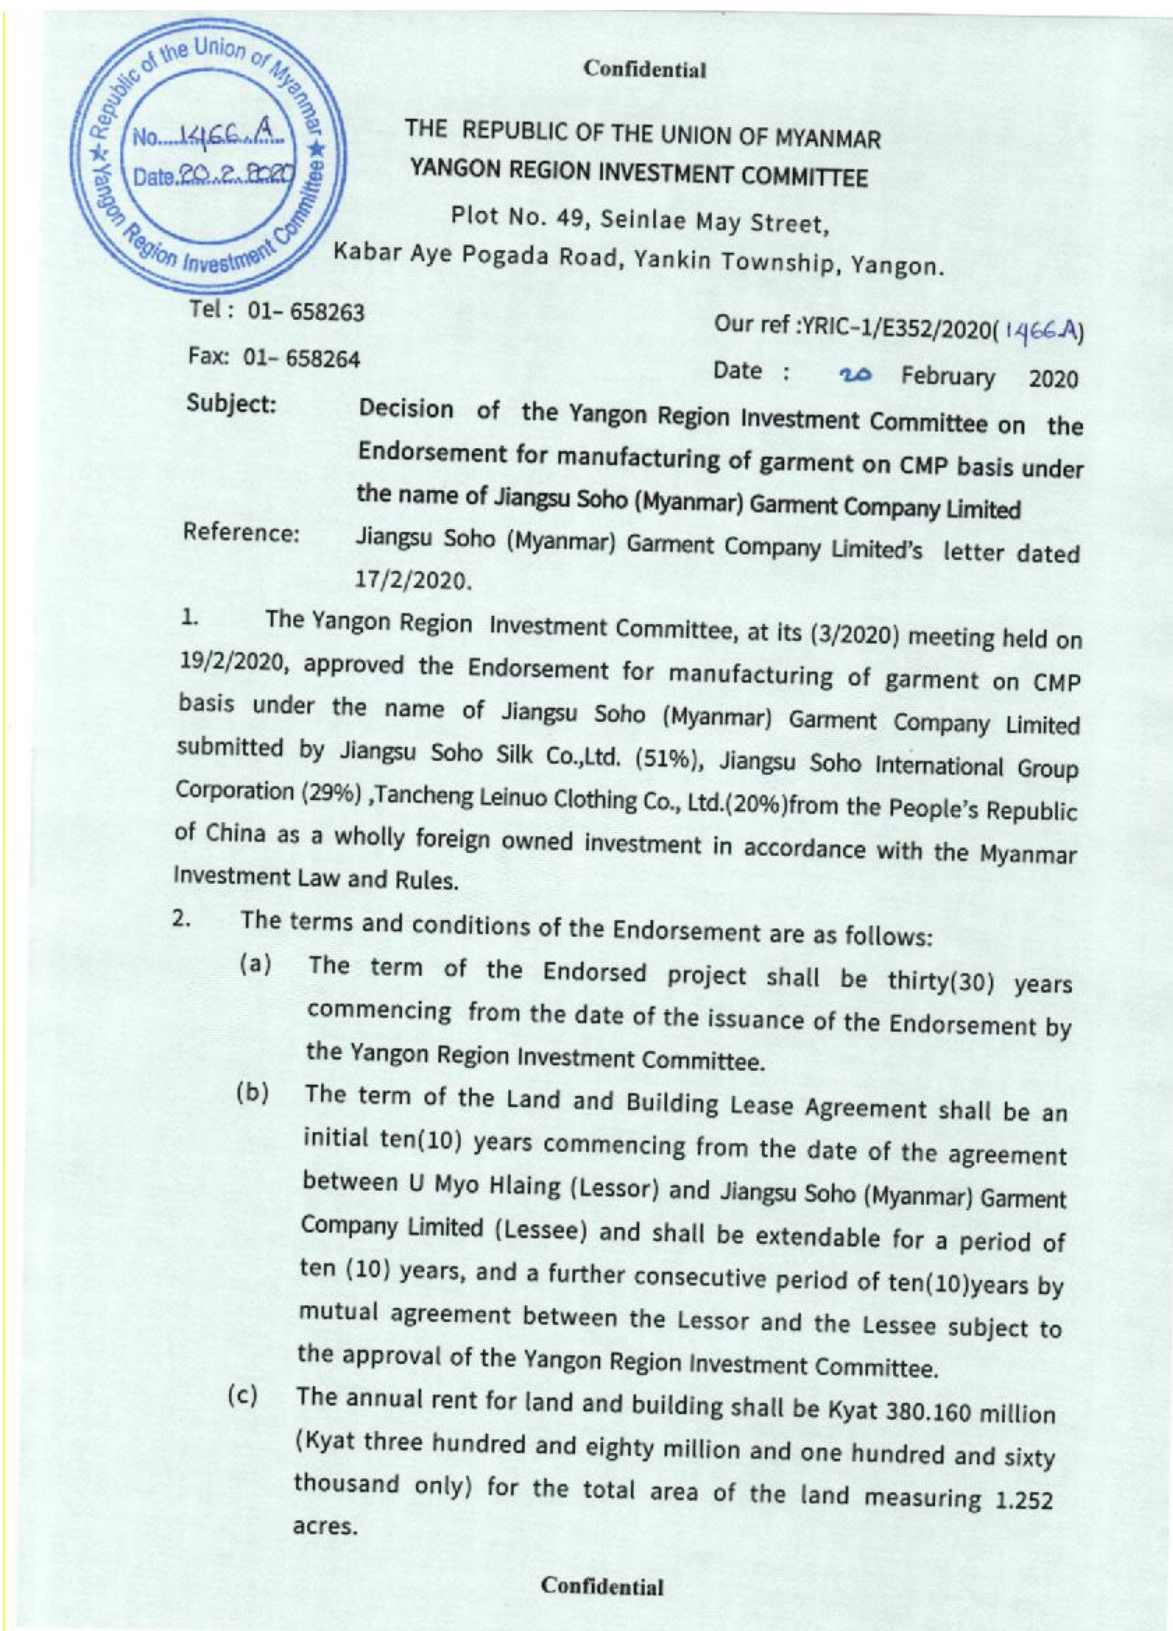 Confidential
Republic of the Union of Myanmar
No. 1466.A
Date. 20.2.2020
Yangon Region Investment Committee
THE REPUBLIC OF THE UNION OF MYANMAR
YANGON REGION INVESTMENT COMMITTEE
Plot No. 49, Seinlae May Street,
Kabar Aye Pogada Road, Yankin Township, Yangon.
Tel : 01– 658263
Our ref :YRIC–1/E352/2020( 1466.A)
Fax: 01– 658264
Date : 20 February 2020
Subject: Decision of the Yangon Region Investment Committee on the
Endorsement for manufacturing of garment on CMP basis under
the name of Jiangsu Soho (Myanmar) Garment Company Limited
Reference: Jiangsu Soho (Myanmar) Garment Company Limited's letter dated
17/2/2020.
1. The Yangon Region Investment Committee, at its (3/2020) meeting held on
19/2/2020, approved the Endorsement for manufacturing of garment on CMP
basis under the name of Jiangsu Soho (Myanmar) Garment Company Limited
submitted by Jiangsu Soho Silk Co.,Ltd. (51%), Jiangsu Soho International Group
Corporation (29%) ,Tancheng Leinuo Clothing Co., Ltd.(20%)from the People's Republic
of China as a wholly foreign owned investment in accordance with the Myanmar
Investment Law and Rules.
2. The terms and conditions of the Endorsement are as follows:
(a) The term of the Endorsed project shall be thirty(30) years
commencing from the date of the issuance of the Endorsement by
the Yangon Region Investment Committee.
(b) The term of the Land and Building Lease Agreement shall be an
initial ten(10) years commencing from the date of the agreement
between U Myo Hlaing (Lessor) and Jiangsu Soho (Myanmar) Garment
Company Limited (Lessee) and shall be extendable for a period of
ten (10) years, and a further consecutive period of ten(10)years by
mutual agreement between the Lessor and the Lessee subject to
the approval of the Yangon Region Investment Committee.
(c) The annual rent for land and building shall be Kyat 380.160 million
(Kyat three hundred and eighty million and one hundred and sixty
thousand only) for the total area of the land measuring 1.252
acres.
Confidential